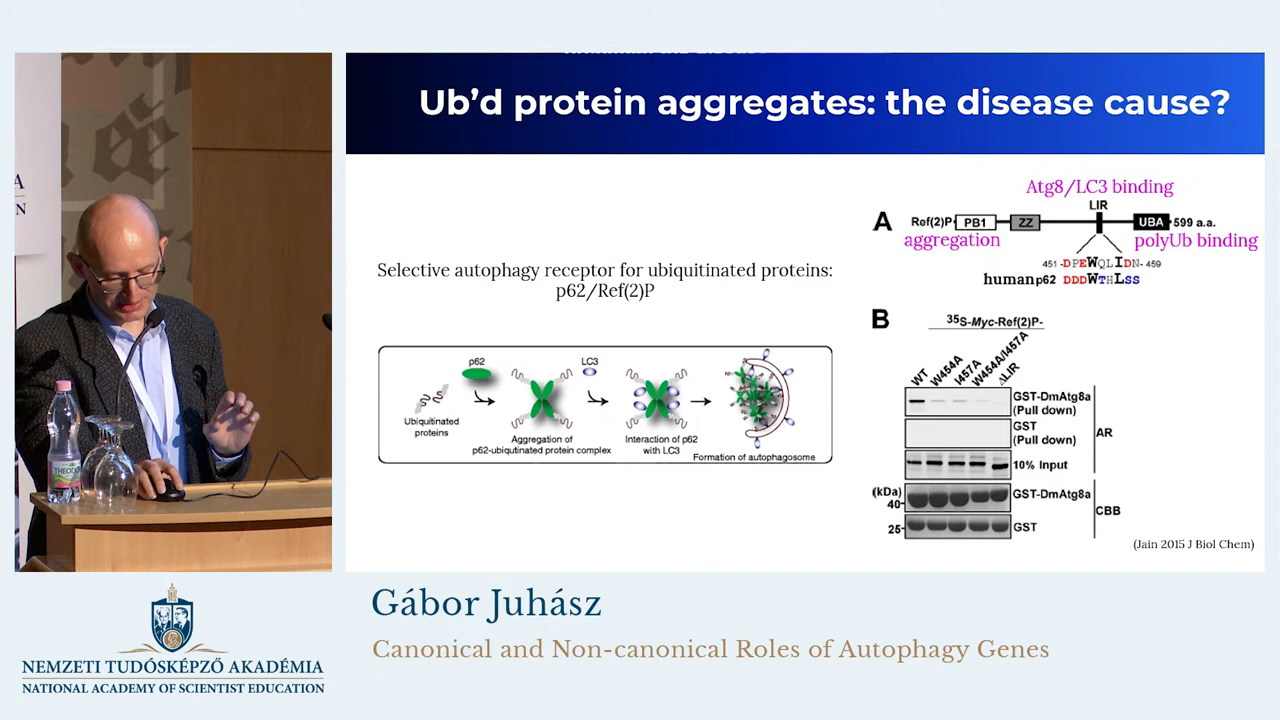 Ub’d protein aggregates: the disease cause?
Selective autophagy receptor for ubiquitinated proteins:
p62/Ref(2)P
p62
LC3
Ubiquitinated
proteins
Aggregation of
p62-ubiqutinated protein complex
Interaction of p62
with LC3
Formation of autophagosome
Atg8/LC3 binding
LIR
A
Ref(2)P
PB1
ZZ
UBA
599 a.a.
aggregation
polyUb binding
451 - DPEWQLIDN- 459
human p62 DDDWTHLSS
B
35S-Myc-Ref(2)P-
WT
W454A
I457A
W454A/I457A
ΔLIR
GST-DmAtg8a
(Pull down)
GST
(Pull down)
AR
10% Input
(kDa)
40-
GST-DmAtg8a
CBB
25-
GST
(Jain 2015 J Biol Chem)
A
N
THEODORA
Gábor Juhász
Canonical and Non-canonical Roles of Autophagy Genes
NEMZETI TUDÓSKÉPZŐ AKADÉMIA
NATIONAL ACADEMY OF SCIENTIST EDUCATION